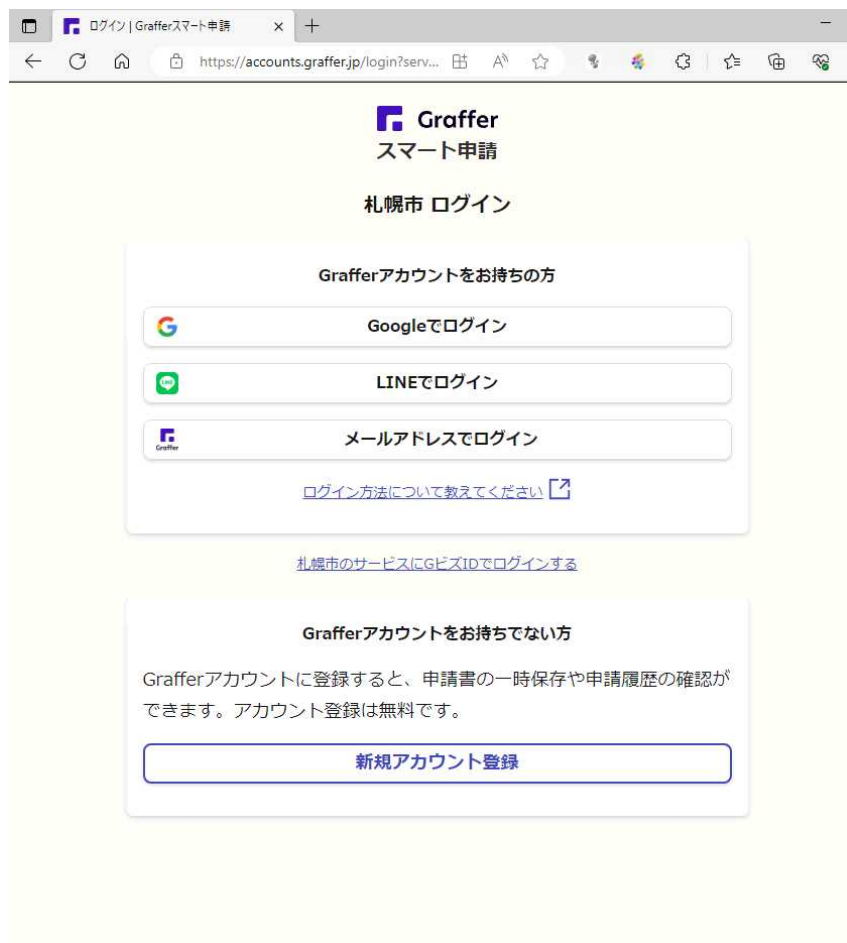 ログイン | Grafferスマート申請
https://accounts.graffer.jp/login?serv...
Graffer
スマート申請
札幌市 ログイン
Grafferアカウントをお持ちの方
Googleでログイン
LINEでログイン
Graffer
メールアドレスでログイン
ログイン方法について教えてください
札幌市のサービスにGビズIDでログインする
Grafferアカウントをお持ちでない方
Grafferアカウントに登録すると、申請書の一時保存や申請履歴の確認が
できます。アカウント登録は無料です。
新規アカウント登録